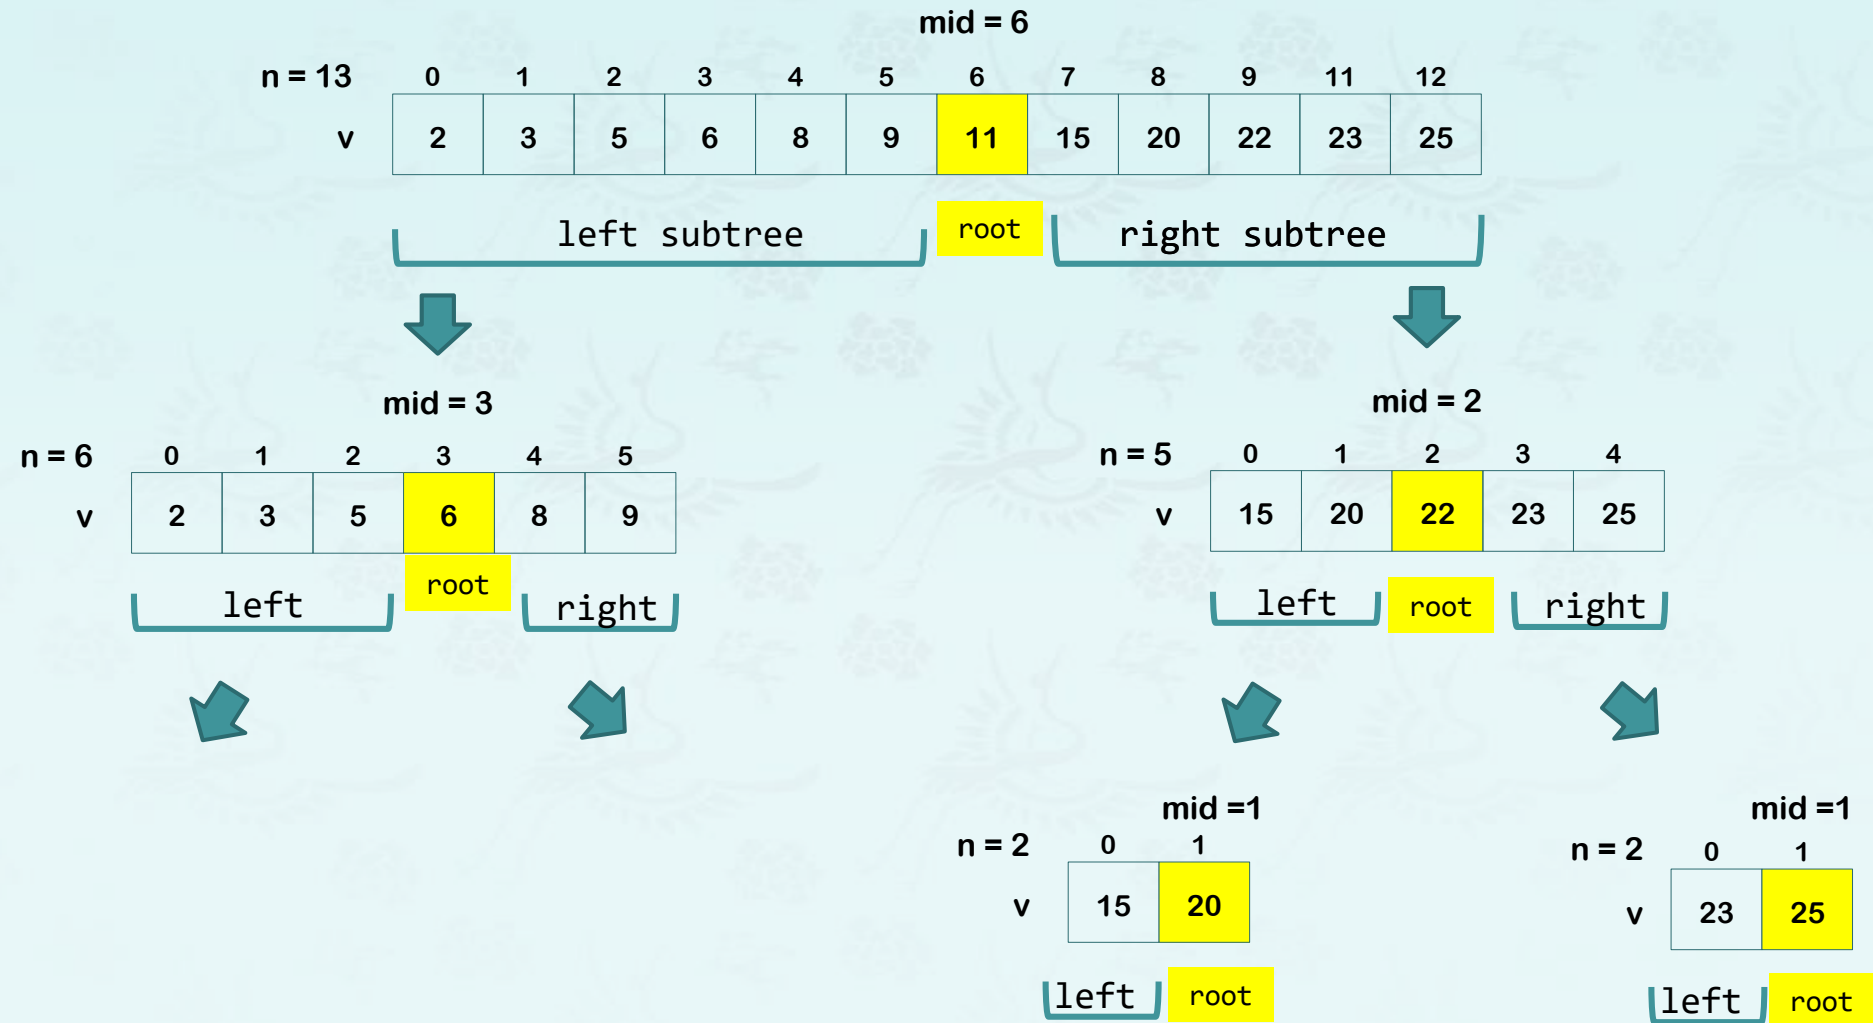 mid = 6
n = 13 0 1 2 3 4 5 6 7 8 9 11 12
v 2 3 5 6 8 9 11 15 20 22 23 25
left subtree root right subtree
mid = 3 mid = 2
n = 6 0 1 2 3 4 5 n = 5 0 1 2 3 4
v 2 3 5 6 8 9 v 15 20 22 23 25
left root right left root right
mid =1 mid =1
n = 2 0 1 n = 2 0 1
v 15 20 v 23 25
left root left root